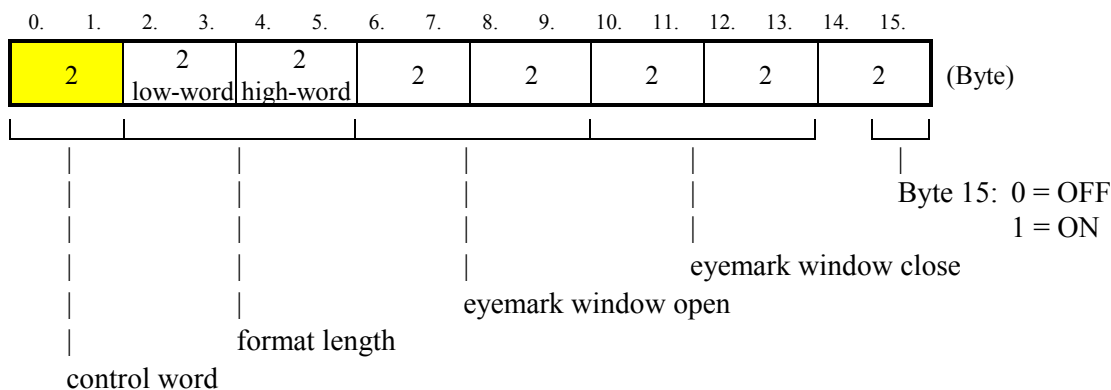 0. 1. 2. 3. 4. 5. 6. 7. 8. 9. 10. 11. 12. 13. 14. 15.
2 2 2 2 2 2 2 2 (Byte)
low-word high-word
Byte 15: 0 = OFF
1 = ON
eyemark window close
eyemark window open
format length
control word